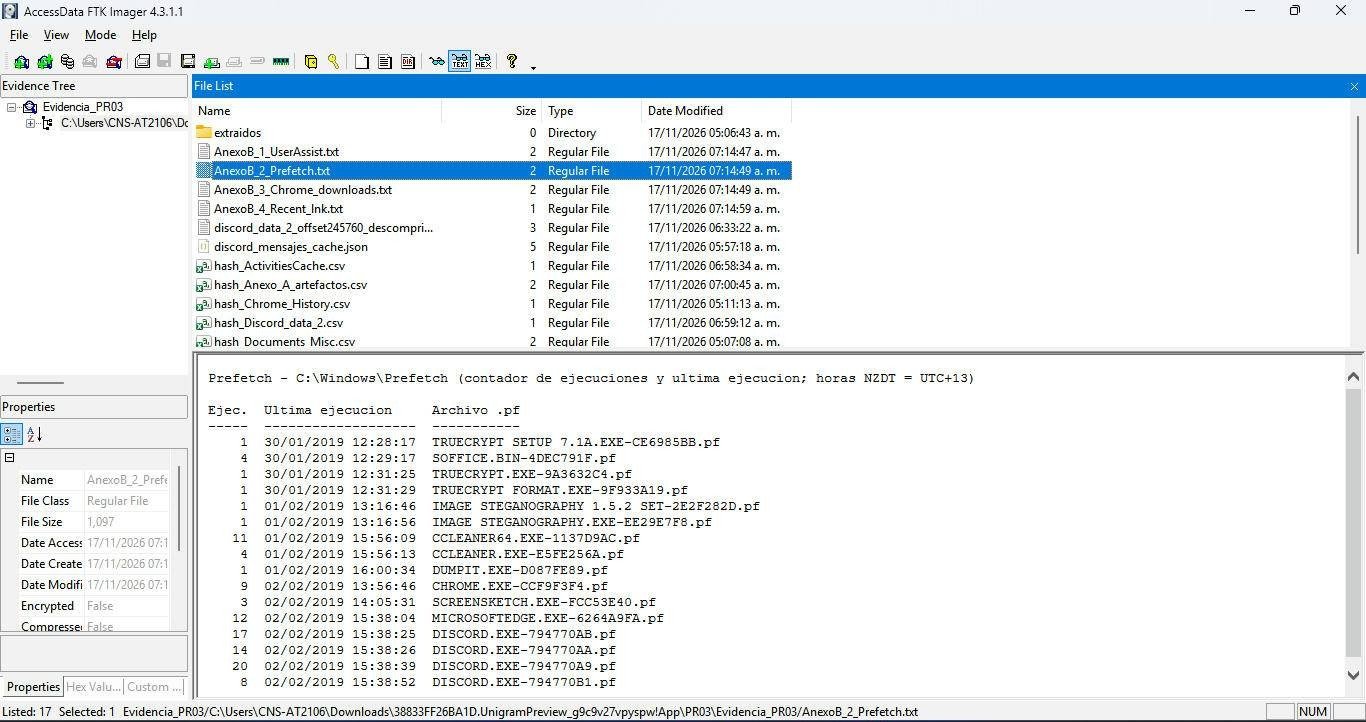 AccessData FTK Imager 4.3.1.1
File View Mode Help
Evidence Tree
Evidencia_PR03
C:\Users\CNS-AT2106\Do
File List
Name Size Type Date Modified
extraidos 0 Directory 17/11/2026 05:06:43 a. m.
AnexoB_1_UserAssist.txt 2 Regular File 17/11/2026 07:14:47 a. m.
AnexoB_2_Prefetch.txt 2 Regular File 17/11/2026 07:14:49 a. m.
AnexoB_3_Chrome_downloads.txt 2 Regular File 17/11/2026 07:14:49 a. m.
AnexoB_4_Recent_lnk.txt 1 Regular File 17/11/2026 07:14:59 a. m.
discord_data_2_offset245760_descompri... 3 Regular File 17/11/2026 06:33:22 a. m.
discord_mensajes_cache.json 5 Regular File 17/11/2026 05:57:18 a. m.
hash_ActivitiesCache.csv 1 Regular File 17/11/2026 06:58:34 a. m.
hash_Anexo_A_artefactos.csv 2 Regular File 17/11/2026 07:00:45 a. m.
hash_Chrome_History.csv 1 Regular File 17/11/2026 05:11:13 a. m.
hash_Discord_data_2.csv 1 Regular File 17/11/2026 06:59:12 a. m.
hash_Documents_Misc.csv 2 Regular File 17/11/2026 05:07:08 a. m.
Properties
Name AnexoB_2_Prefe
File Class Regular File
File Size 1,097
Date Access 17/11/2026 07:1
Date Create 17/11/2026 07:1
Date Modifi 17/11/2026 07:1
Encrypted False
Compresse False
Properties Hex Valu... Custom ...
Prefetch - C:\Windows\Prefetch (contador de ejecuciones y ultima ejecucion; horas NZDT = UTC+13)
Ejec. Ultima ejecucion Archivo .pf
----- ------------------- -----------
1 30/01/2019 12:28:17 TRUECRYPT SETUP 7.1A.EXE-CE6985BB.pf
4 30/01/2019 12:29:17 SOFFICE.BIN-4DEC791F.pf
1 30/01/2019 12:31:25 TRUECRYPT.EXE-9A3632C4.pf
1 30/01/2019 12:31:29 TRUECRYPT FORMAT.EXE-9F933A19.pf
1 01/02/2019 13:16:46 IMAGE STEGANOGRAPHY 1.5.2 SET-2E2F282D.pf
1 01/02/2019 13:16:56 IMAGE STEGANOGRAPHY.EXE-EE29E7F8.pf
11 01/02/2019 15:56:09 CCLEANER64.EXE-1137D9AC.pf
4 01/02/2019 15:56:13 CCLEANER.EXE-E5FE256A.pf
1 01/02/2019 16:00:34 DUMPIT.EXE-D087FE89.pf
9 02/02/2019 13:56:46 CHROME.EXE-CCF9F3F4.pf
3 02/02/2019 14:05:31 SCREENSKETCH.EXE-FCC53E40.pf
12 02/02/2019 15:38:04 MICROSOFTEDGE.EXE-6264A9FA.pf
17 02/02/2019 15:38:25 DISCORD.EXE-794770AB.pf
14 02/02/2019 15:38:26 DISCORD.EXE-794770AA.pf
20 02/02/2019 15:38:39 DISCORD.EXE-794770A9.pf
8 02/02/2019 15:38:52 DISCORD.EXE-794770B1.pf
Listed: 17 Selected: 1 Evidencia_PR03/C:\Users\CNS-AT2106\Downloads\38833FF26BA1D.UnigramPreview_g9c9v27vpyspw!App\PR03\Evidencia_PR03/AnexoB_2_Prefetch.txt NUM